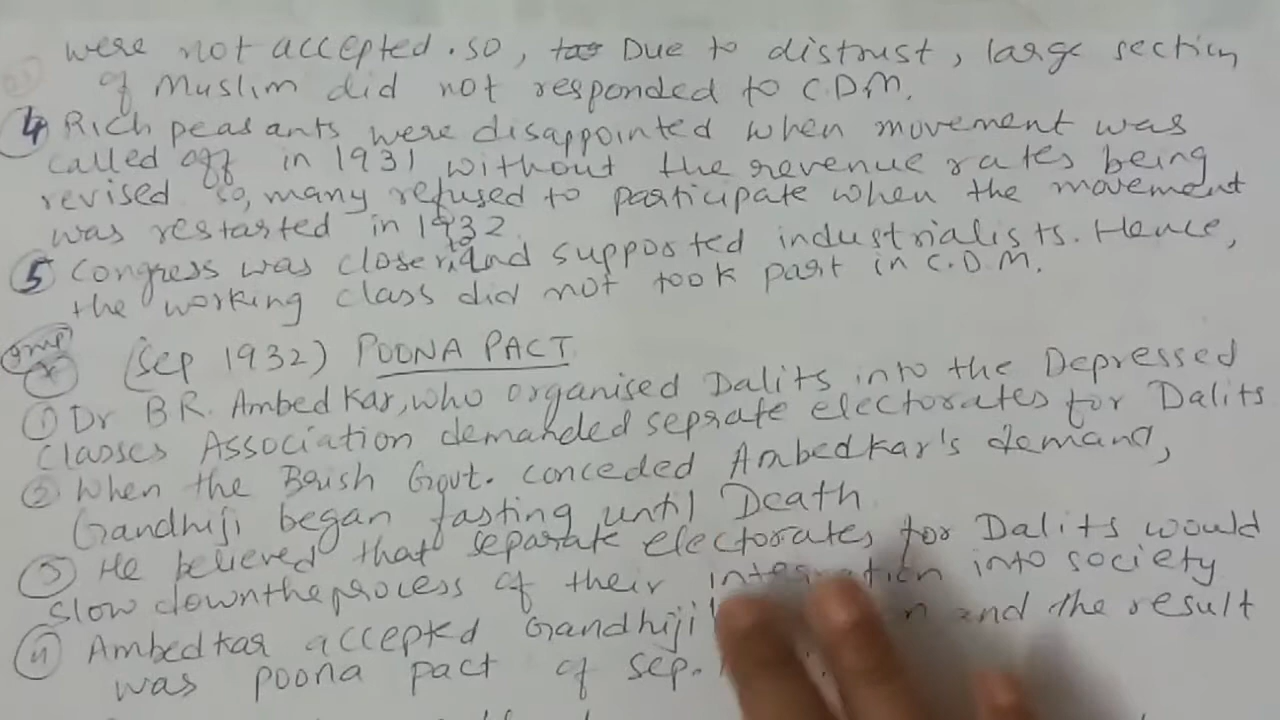 were not accepted. so, Due to distrust, large section
of Muslim did not responded to C.D.M.
4 Rich peasants were disappointed when movement was
called off in 1931 without the revenue rates being
revised so, many refused to participate when the movement
was restarted in 1932.
5 Congress was closer to and supported industrialists. Hence,
the working class did not took part in C.D.M.
Imp
(Sep 1932) POONA PACT
① Dr B.R. Ambedkar, who organised Dalits into the Depressed
Classes Association demanded seprate electorates for Dalits
② When the Brish Govt. conceded Ambedkar's demand,
Gandhiji began fasting until Death
③ He believed that separate electorates for Dalits would
slow down the process of their integration into society
④ Ambedkar accepted Gandhiji and the result
was poona pact of sep.